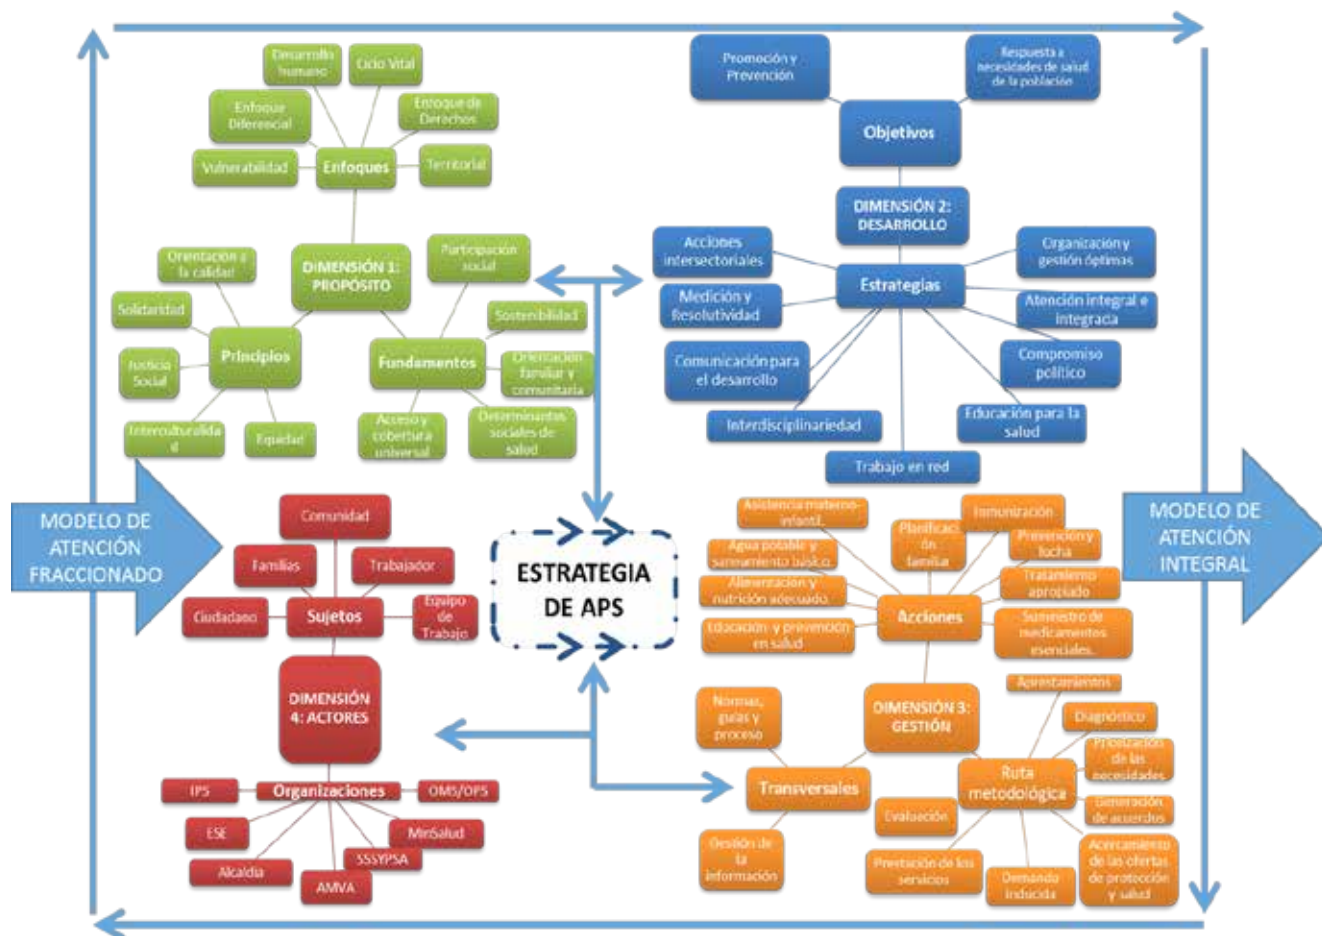 Desarrollo
humano
Ciclo Vital
Enfoque
Diferencial
Enfoque de
Derechos
Vulnerabilidad
Enfoques
Territorial
DIMENSIÓN 1:
PROPÓSITO
Orientación a
la calidad
Participación
social
Solidaridad
Sostenibilidad
Principios
Fundamentos
Justicia
Social
Orientación
familiar y
comunitaria
Interculturalida
d
Equidad
Acceso y
cobertura
universal
Determinantes
sociales de
salud
Promoción y
Prevención
Respuesta a
necesidades de salud
de la población
Objetivos
DIMENSIÓN 2:
DESARROLLO
Acciones
intersectoriales
Organización y
gestión óptimas
Estrategias
Medición y
Resolutividad
Atención integral e
integrada
Comunicación para
el desarrollo
Compromiso
político
Interdisciplinariedad
Educación para la
salud
Trabajo en red
MODELO DE
ATENCIÓN
FRACCIONADO
ESTRATEGIA
DE APS
MODELO DE
ATENCIÓN
INTEGRAL
Comunidad
Familias
Trabajador
Ciudadano
Sujetos
Equipo
de
Trabajo
DIMENSIÓN
4: ACTORES
IPS
Organizaciones
OMS/OPS
ESE
MinSalud
Alcaldía
SSSYPSA
AMVA
Asistencia materno-
infantil.
Planificac
ión
familiar
Inmunización
Agua potable y
saneamiento básico.
Prevención y
lucha
Alimentación y
nutrición adecuado.
Tratamiento
apropiado
Acciones
Educación y prevención
en salud
Suministro de
medicamentos
esenciales.
Normas,
guías y
proceso
DIMENSIÓN 3:
GESTIÓN
Aprestamientos
Diagnóstico
Transversales
Ruta
metodológica
Priorización
de las
necesidades
Evaluación
Generación
de acuerdos
Gestión de
la
información
Prestación de los
servicios
Demanda
inducida
Acercamiento
de las ofertas
de protección
y salud